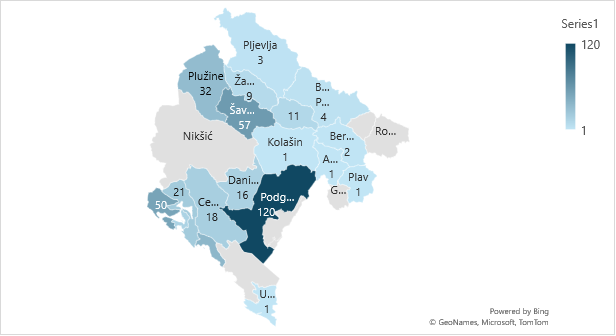 Series1
120
1
Pljevlja
3
Plužine
32
Ža...
9
B...
P...
4
Šav...
57
11
Ro...
Nikšić
Ber...
2
Kolašin
1
A...
1
Plav
1
G...
Dani...
16
21
50
Ce...
18
Podg...
120
U...
1
Powered by Bing
© GeoNames, Microsoft, TomTom